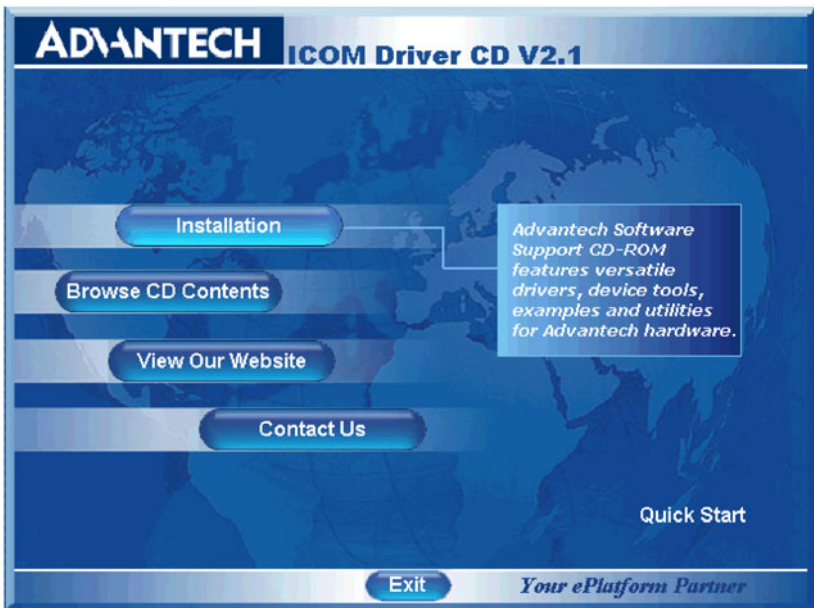 ADVANTECH
ICOM Driver CD V2.1
Installation
Advantech Software
Support CD-ROM
features versatile
drivers, device tools,
examples and utilities
for Advantech hardware.
Browse CD Contents
View Our Website
Contact Us
Quick Start
Exit
Your ePlatform Partner